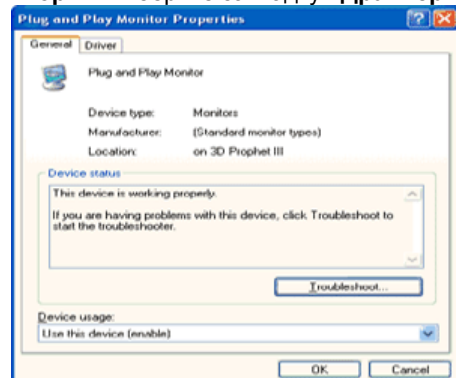 Plug and Play Monitor Properties
General Driver
Plug and Play Monitor
Device type: Monitors
Manufacturer: (Standard monitor types)
Location: on 3D Prophet III
Device status
This device is working properly.
If you are having problems with this device, click Troubleshoot to
start the troubleshooter.
Troubleshoot...
Device usage:
Use this device (enable)
OK Cancel